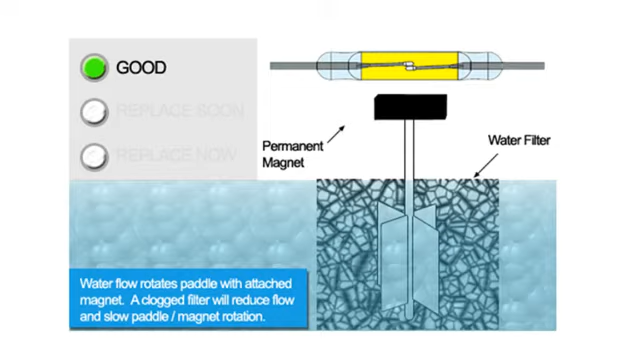 GOOD
REPLACE SOON
REPLACE NOW
Permanent
Magnet
Water Filter
Water flow rotates paddle with attached
magnet. A clogged filter will reduce flow
and slow paddle / magnet rotation.